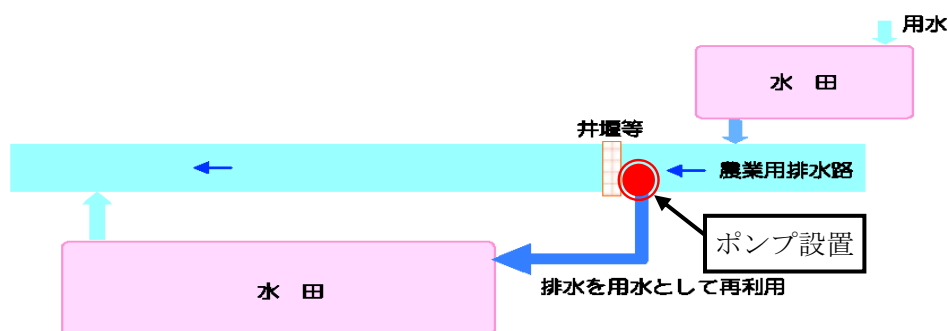 用水
水 田
井堰等
農業用排水路
ポンプ設置
排水を用水として再利用
水 田